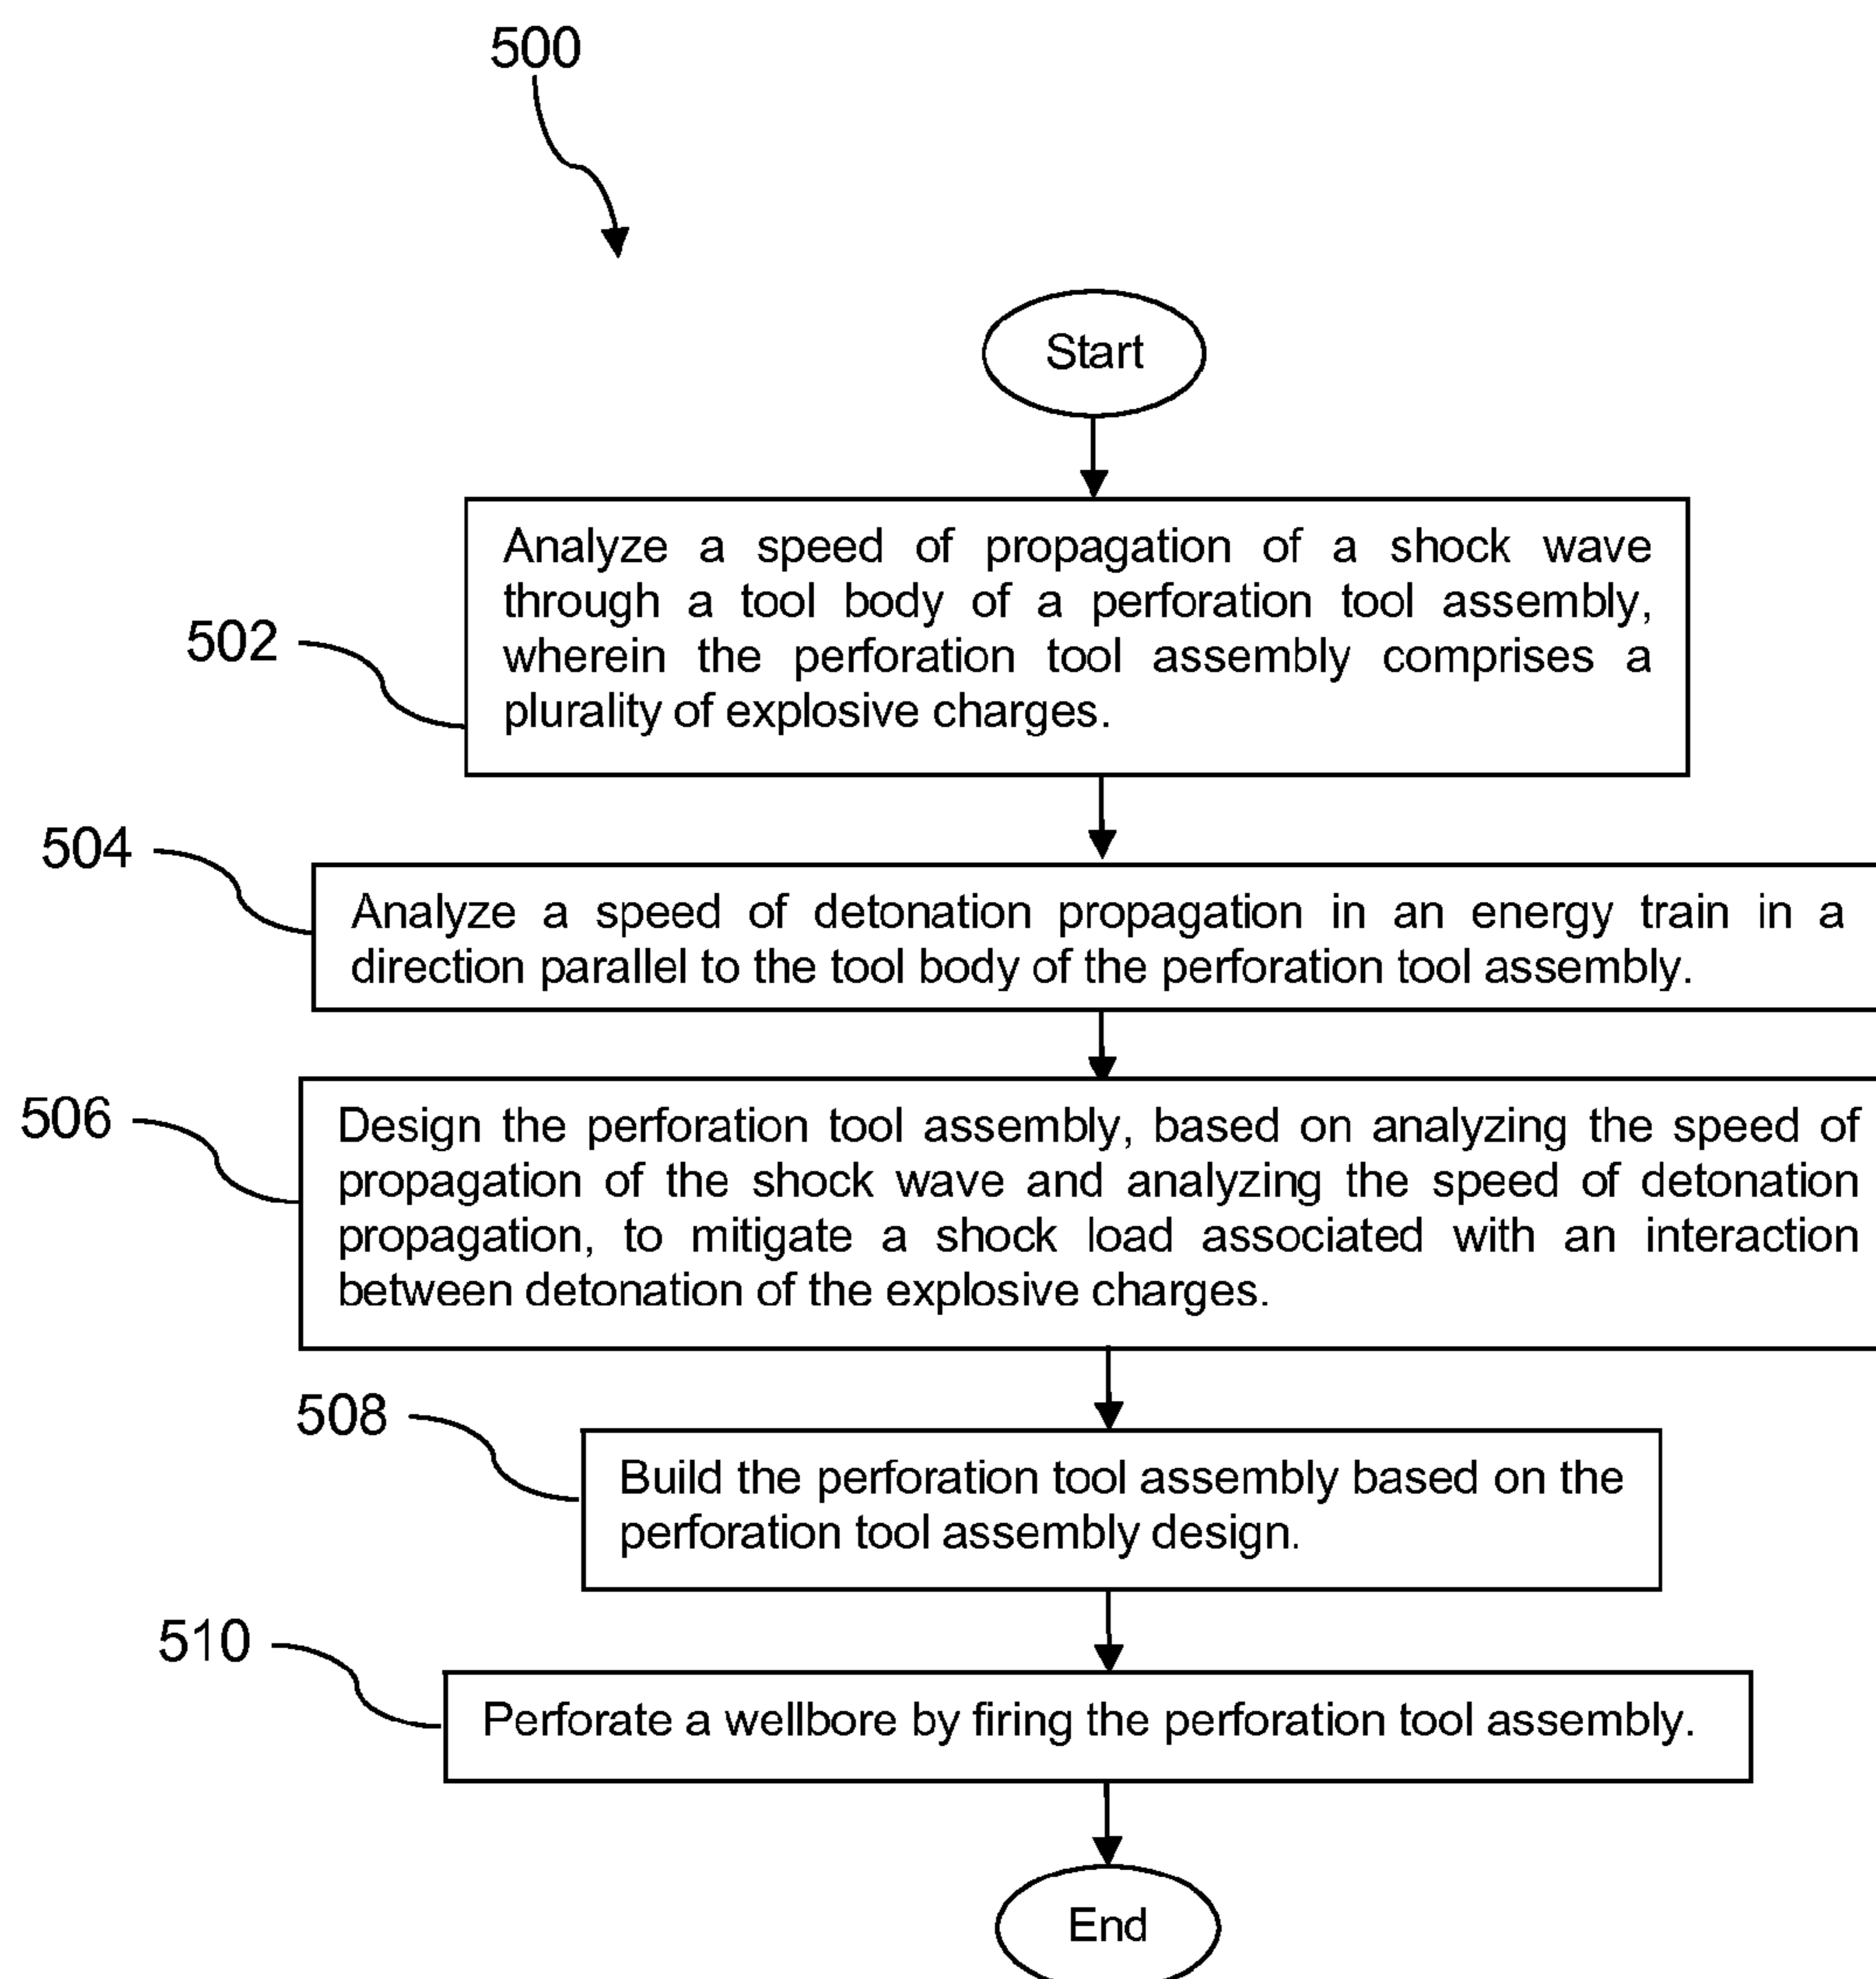 500
Start
502
Analyze a speed of propagation of a shock wave
through a tool body of a perforation tool assembly,
wherein the perforation tool assembly comprises a
plurality of explosive charges.
504
Analyze a speed of detonation propagation in an energy train in a
direction parallel to the tool body of the perforation tool assembly.
506
Design the perforation tool assembly, based on analyzing the speed of
propagation of the shock wave and analyzing the speed of detonation
propagation, to mitigate a shock load associated with an interaction
between detonation of the explosive charges.
508
Build the perforation tool assembly based on the
perforation tool assembly design.
510
Perforate a wellbore by firing the perforation tool assembly.
End